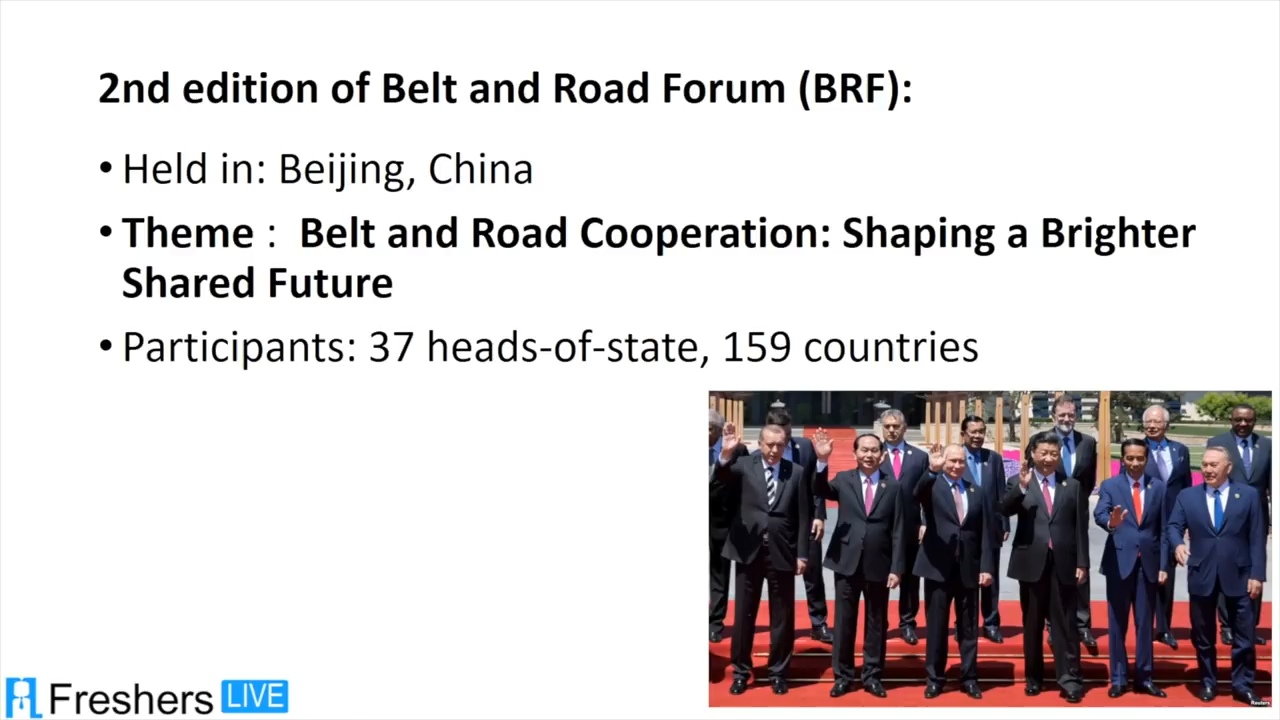 2nd edition of Belt and Road Forum (BRF):
• Held in: Beijing, China
• Theme : Belt and Road Cooperation: Shaping a Brighter
Shared Future
• Participants: 37 heads-of-state, 159 countries
Reuters
Freshers LIVE